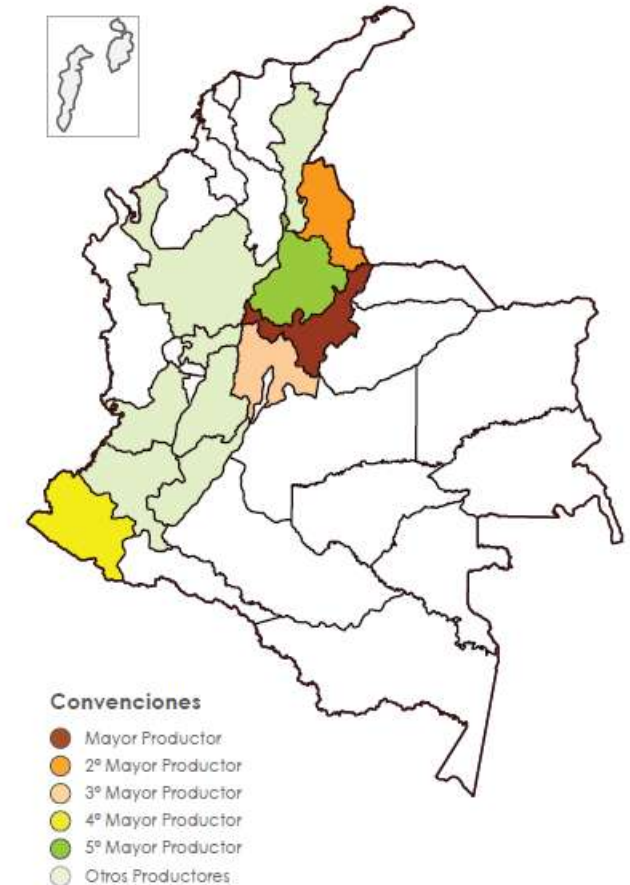 Convenciones
Mayor Productor
2º Mayor Productor
3º Mayor Productor
4º Mayor Productor
5º Mayor Productor
Otros Productores